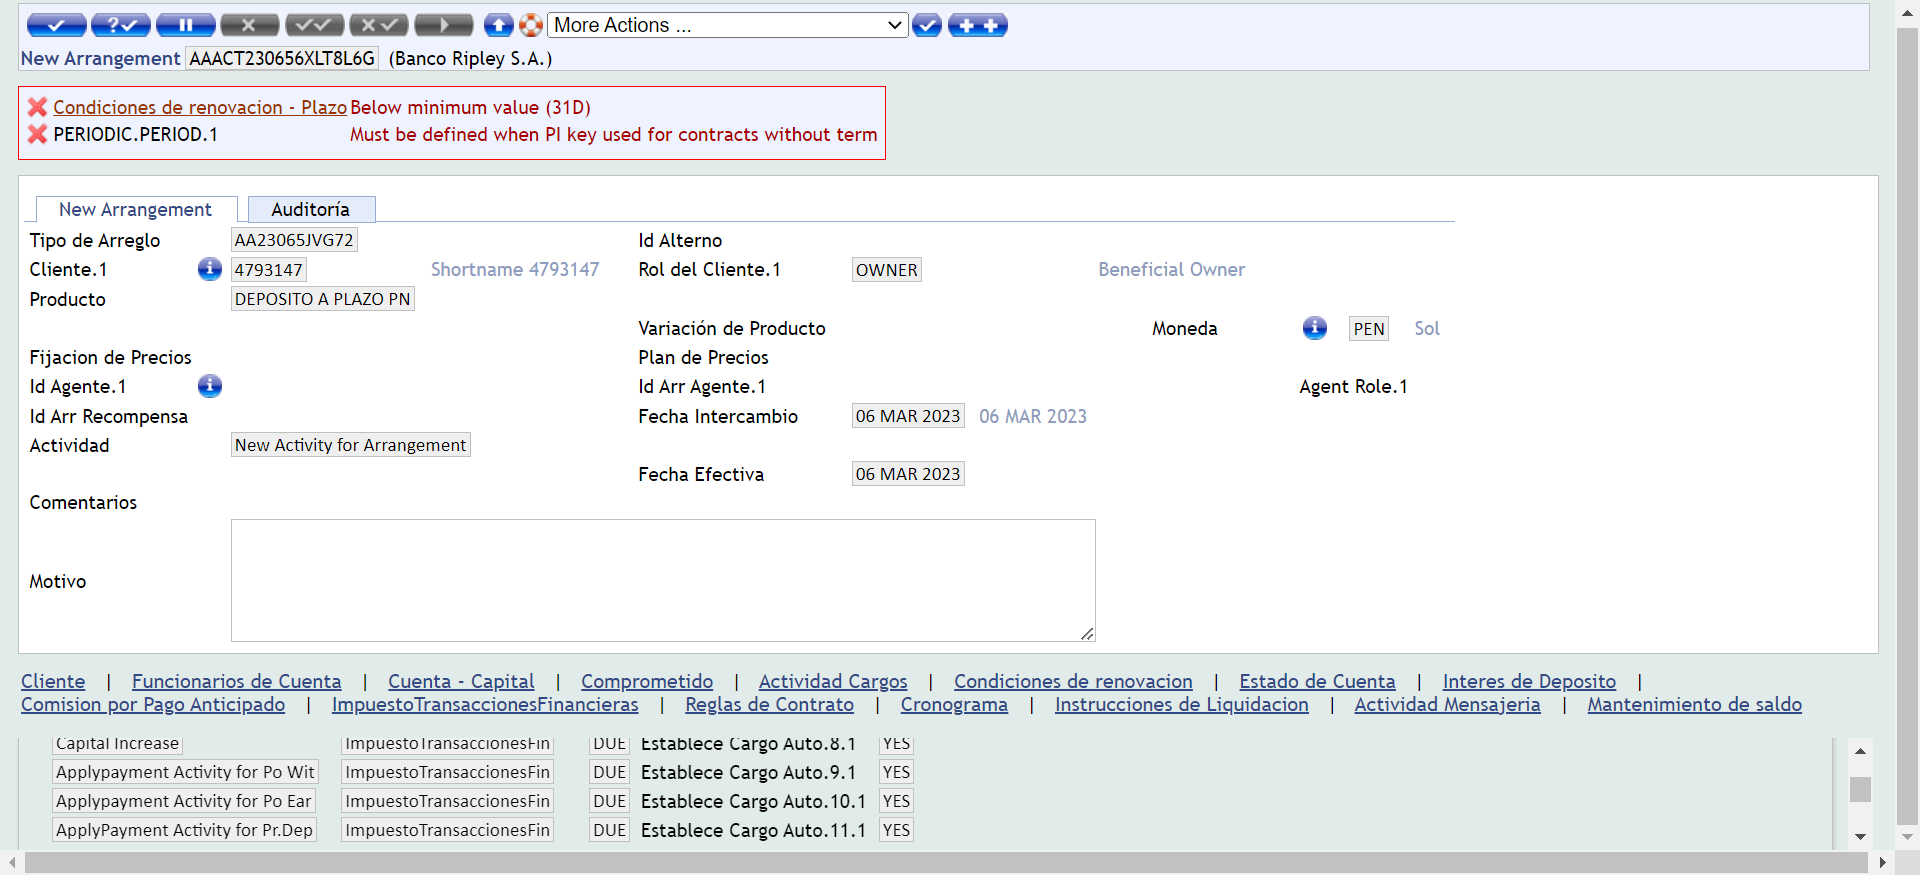 More Actions ...
New Arrangement AAACT230656XLT8L6G (Banco Ripley S.A.)
Condiciones de renovacion - Plazo Below minimum value (31D)
PERIODIC.PERIOD.1 Must be defined when PI key used for contracts without term
New Arrangement Auditoría
Tipo de Arreglo AA23065JVG72 Id Alterno
Cliente.1 4793147 Shortname 4793147 Rol del Cliente.1 OWNER Beneficial Owner
Producto DEPOSITO A PLAZO PN
Variación de Producto Moneda PEN Sol
Fijacion de Precios Plan de Precios
Id Agente.1 Id Arr Agente.1 Agent Role.1
Id Arr Recompensa Fecha Intercambio 06 MAR 2023 06 MAR 2023
Actividad New Activity for Arrangement
Fecha Efectiva 06 MAR 2023
Comentarios
Motivo
Cliente | Funcionarios de Cuenta | Cuenta - Capital | Comprometido | Actividad Cargos | Condiciones de renovacion | Estado de Cuenta | Interes de Deposito |
Comision por Pago Anticipado | ImpuestoTransaccionesFinancieras | Reglas de Contrato | Cronograma | Instrucciones de Liquidacion | Actividad Mensajeria | Mantenimiento de saldo
Capital Increase ImpuestoTransaccionesFin DUE Establece Cargo Auto.8.1 YES
Applypayment Activity for Po Wit ImpuestoTransaccionesFin DUE Establece Cargo Auto.9.1 YES
Applypayment Activity for Po Ear ImpuestoTransaccionesFin DUE Establece Cargo Auto.10.1 YES
ApplyPayment Activity for Pr.Dep ImpuestoTransaccionesFin DUE Establece Cargo Auto.11.1 YES